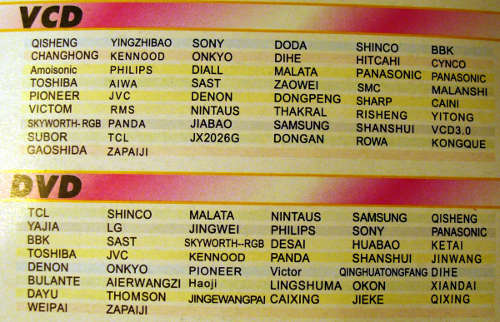 VCD
QISHENG YINGZHIBAO SONY DODA SHINCO BBK
CHANGHONG KENNOOD ONKYO DIHE HITCAHI CYNCO
Amoisonic PHILIPS DIALL MALATA PANASONIC PANASONIC
TOSHIBA AIWA SAST ZAOWEI SMC MALANSHI
PIONEER JVC DENON DONGPENG SHARP CAINI
VICTOM RMS NINTAUS THAKRAL RISHENG YITONG
SKYWORTH-RGB PANDA JIABAO SAMSUNG SHANSHUI VCD3.0
SUBOR TCL JX2026G DONGAN ROWA KONGQUE
GAOSHIDA ZAPAIJI
DVD
TCL SHINCO MALATA NINTAUS SAMSUNG QISHENG
YAJIA LG JINGWEI PHILIPS SONY PANASONIC
BBK SAST SKYWORTH--RGB DESAI HUABAO KETAI
TOSHIBA JVC KENNOOD PANDA SHANSHUI JINWANG
DENON ONKYO PIONEER Victor QINGHUATONGFANG DIHE
BULANTE AIERWANGZI Haoji LINGSHUMA OKON XIANDAI
DAYU THOMSON JINGEWANGPAI CAIXING JIEKE QIXING
WEIPAI ZAPAIJI